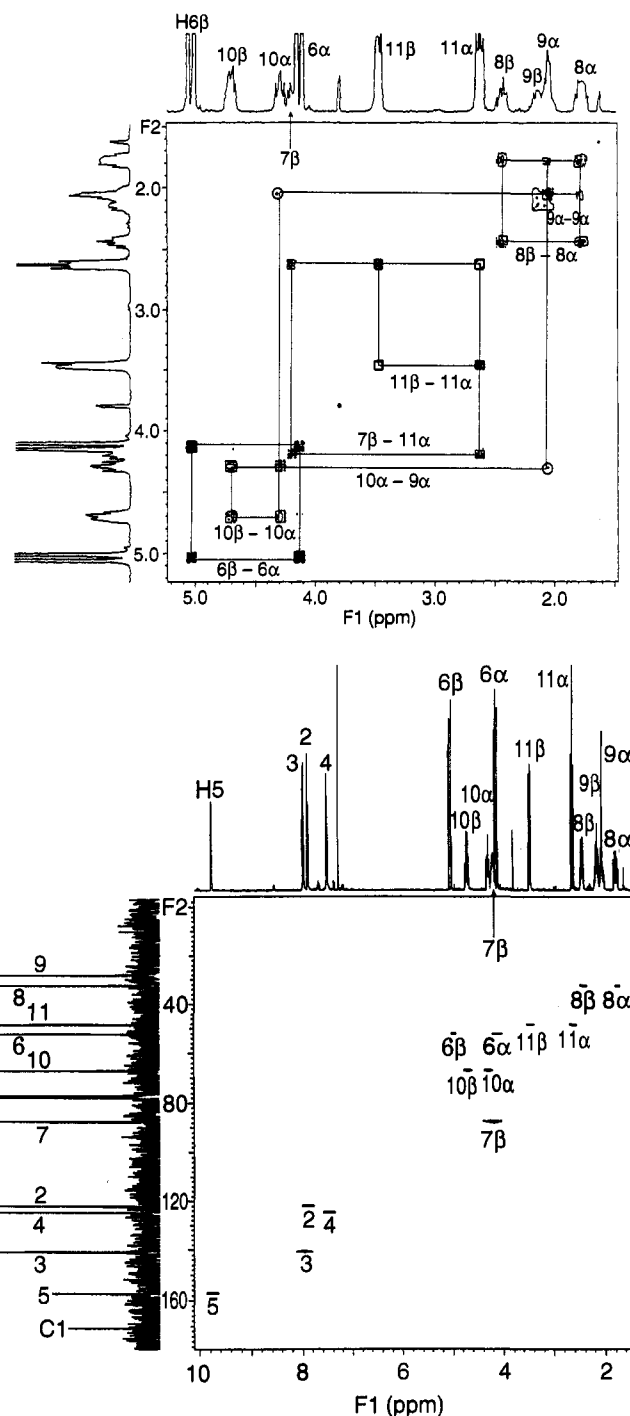 H6β 10β 10α 6α 11β 11α 8β 9β 9α 8α
F2
7β
2.0
9α–9α
8β – 8α
3.0
11β – 11α
4.0
7β – 11α
10α – 9α
10β – 10α
5.0
6β – 6α
5.0 4.0 3.0 2.0
F1 (ppm)
6β 6α 11α
H5 3 2 4 10β 10α 11β 9β 8β 9α 8α
F2
7β
9
8 11
40
8β 8α
6
10
6β 6α 11β 11α
10β 10α
80
7
7β
2
120
4
2 4
3
3
5
160
5
C1
10 8 6 4 2
F1 (ppm)